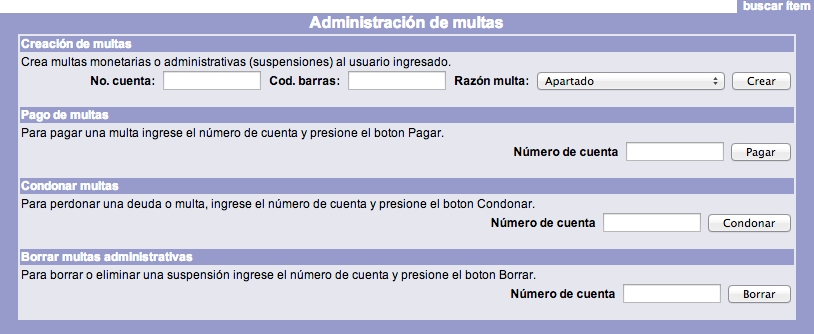 buscar ítem
Administración de multas
Creación de multas
Crea multas monetarias o administrativas (suspensiones) al usuario ingresado.
No. cuenta: Cod. barras: Razón multa: Apartado Crear
Pago de multas
Para pagar una multa ingrese el número de cuenta y presione el boton Pagar.
Número de cuenta Pagar
Condonar multas
Para perdonar una deuda o multa, ingrese el número de cuenta y presione el boton Condonar.
Número de cuenta Condonar
Borrar multas administrativas
Para borrar o eliminar una suspensión ingrese el número de cuenta y presione el boton Borrar.
Número de cuenta Borrar